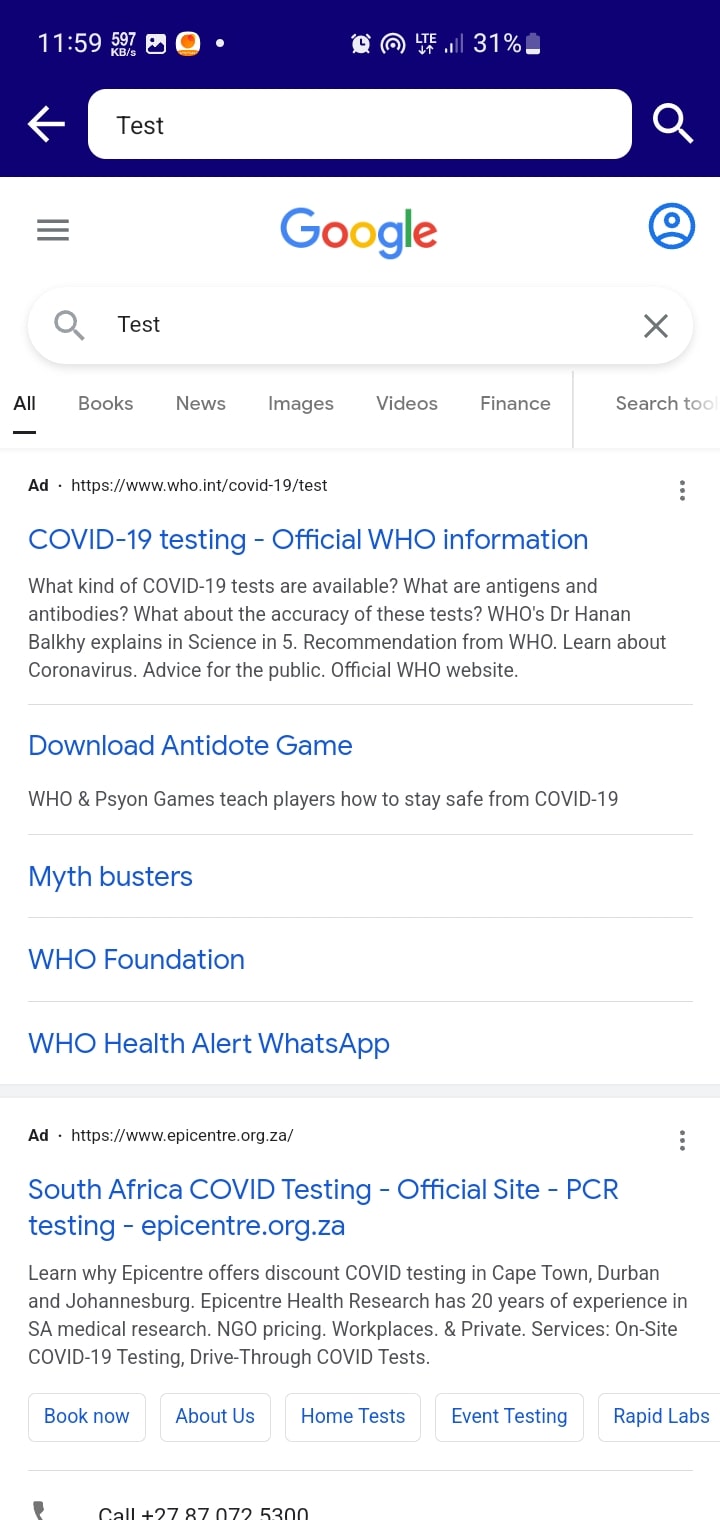 11:59 597 KB/s LTE 31%
Test
Google
Test
All Books News Images Videos Finance Search tool
Ad · https://www.who.int/covid-19/test
COVID-19 testing - Official WHO information
What kind of COVID-19 tests are available? What are antigens and
antibodies? What about the accuracy of these tests? WHO's Dr Hanan
Balkhy explains in Science in 5. Recommendation from WHO. Learn about
Coronavirus. Advice for the public. Official WHO website.
Download Antidote Game
WHO & Psyon Games teach players how to stay safe from COVID-19
Myth busters
WHO Foundation
WHO Health Alert WhatsApp
Ad · https://www.epicentre.org.za/
South Africa COVID Testing - Official Site - PCR
testing - epicentre.org.za
Learn why Epicentre offers discount COVID testing in Cape Town, Durban
and Johannesburg. Epicentre Health Research has 20 years of experience in
SA medical research. NGO pricing. Workplaces. & Private. Services: On-Site
COVID-19 Testing, Drive-Through COVID Tests.
Book now About Us Home Tests Event Testing Rapid Labs
Call +27 87 072 5300